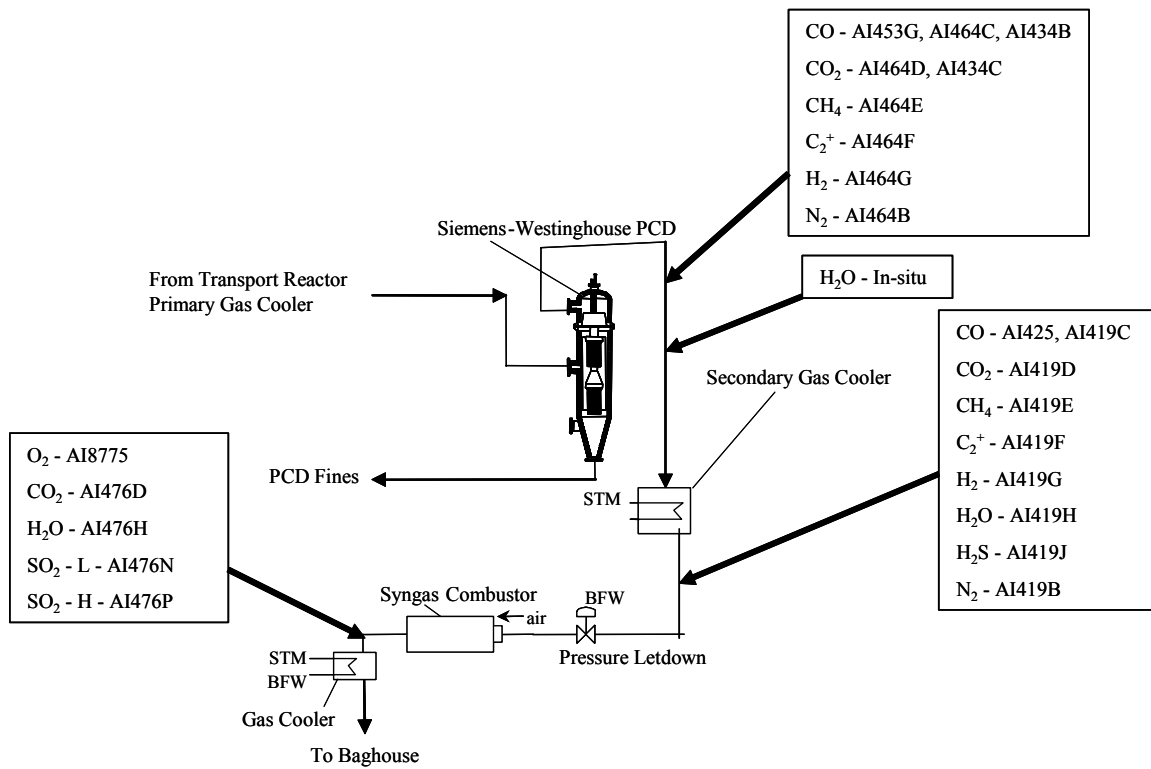 CO - AI453G, AI464C, AI434B
CO₂ - AI464D, AI434C
CH₄ - AI464E
C₂⁺ - AI464F
H₂ - AI464G
N₂ - AI464B
Siemens-Westinghouse PCD
From Transport Reactor
Primary Gas Cooler
H₂O - In-situ
CO - AI425, AI419C
CO₂ - AI419D
CH₄ - AI419E
C₂⁺ - AI419F
H₂ - AI419G
H₂O - AI419H
H₂S - AI419J
N₂ - AI419B
Secondary Gas Cooler
PCD Fines
STM
O₂ - AI8775
CO₂ - AI476D
H₂O - AI476H
SO₂ - L - AI476N
SO₂ - H - AI476P
Syngas Combustor
air
BFW
Pressure Letdown
STM
BFW
Gas Cooler
To Baghouse